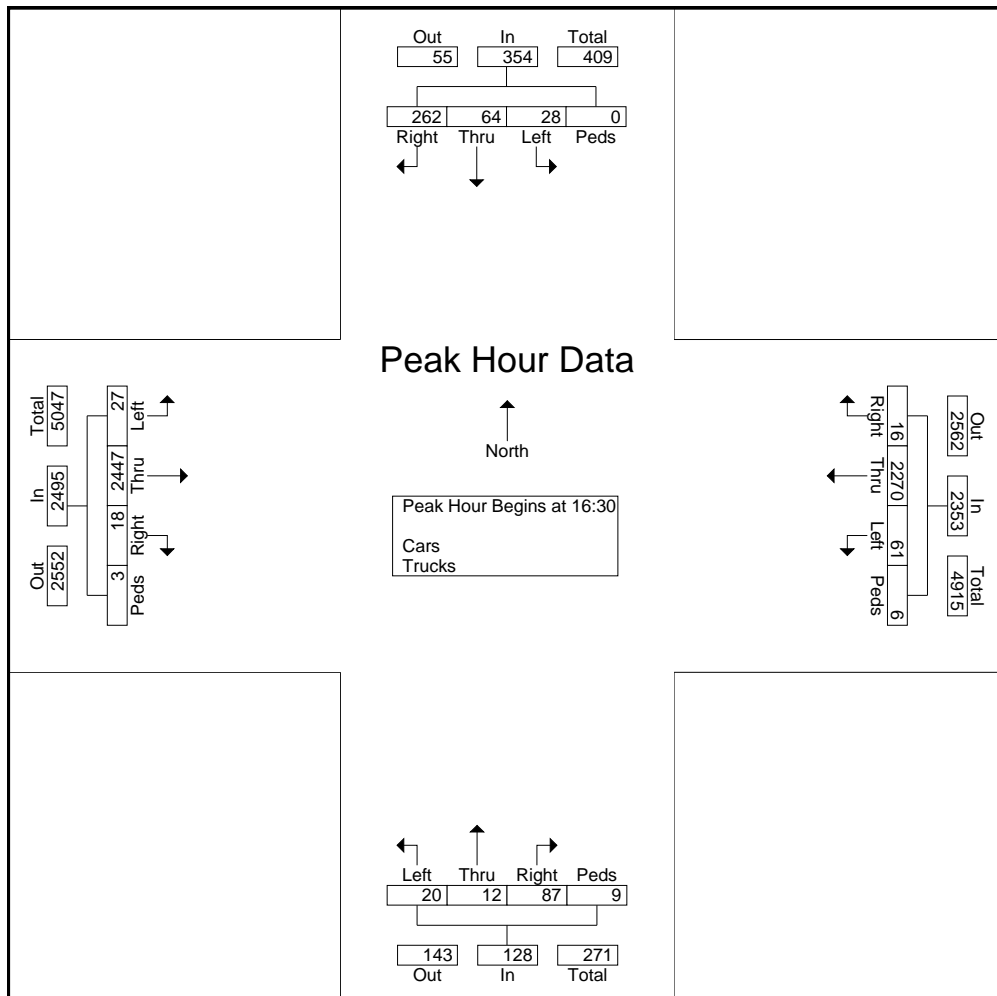 Out In Total
55 354 409
262 64 28 0
Right Thru Left Peds
Peak Hour Data
North
Peak Hour Begins at 16:30
Cars
Trucks
Total In Out
5047 2495 2552
27 2447 18 3
Left Thru Right Peds
Out In Total
2562 2353 4915
16 2270 61 6
Right Thru Left Peds
Left Thru Right Peds
20 12 87 9
143 128 271
Out In Total